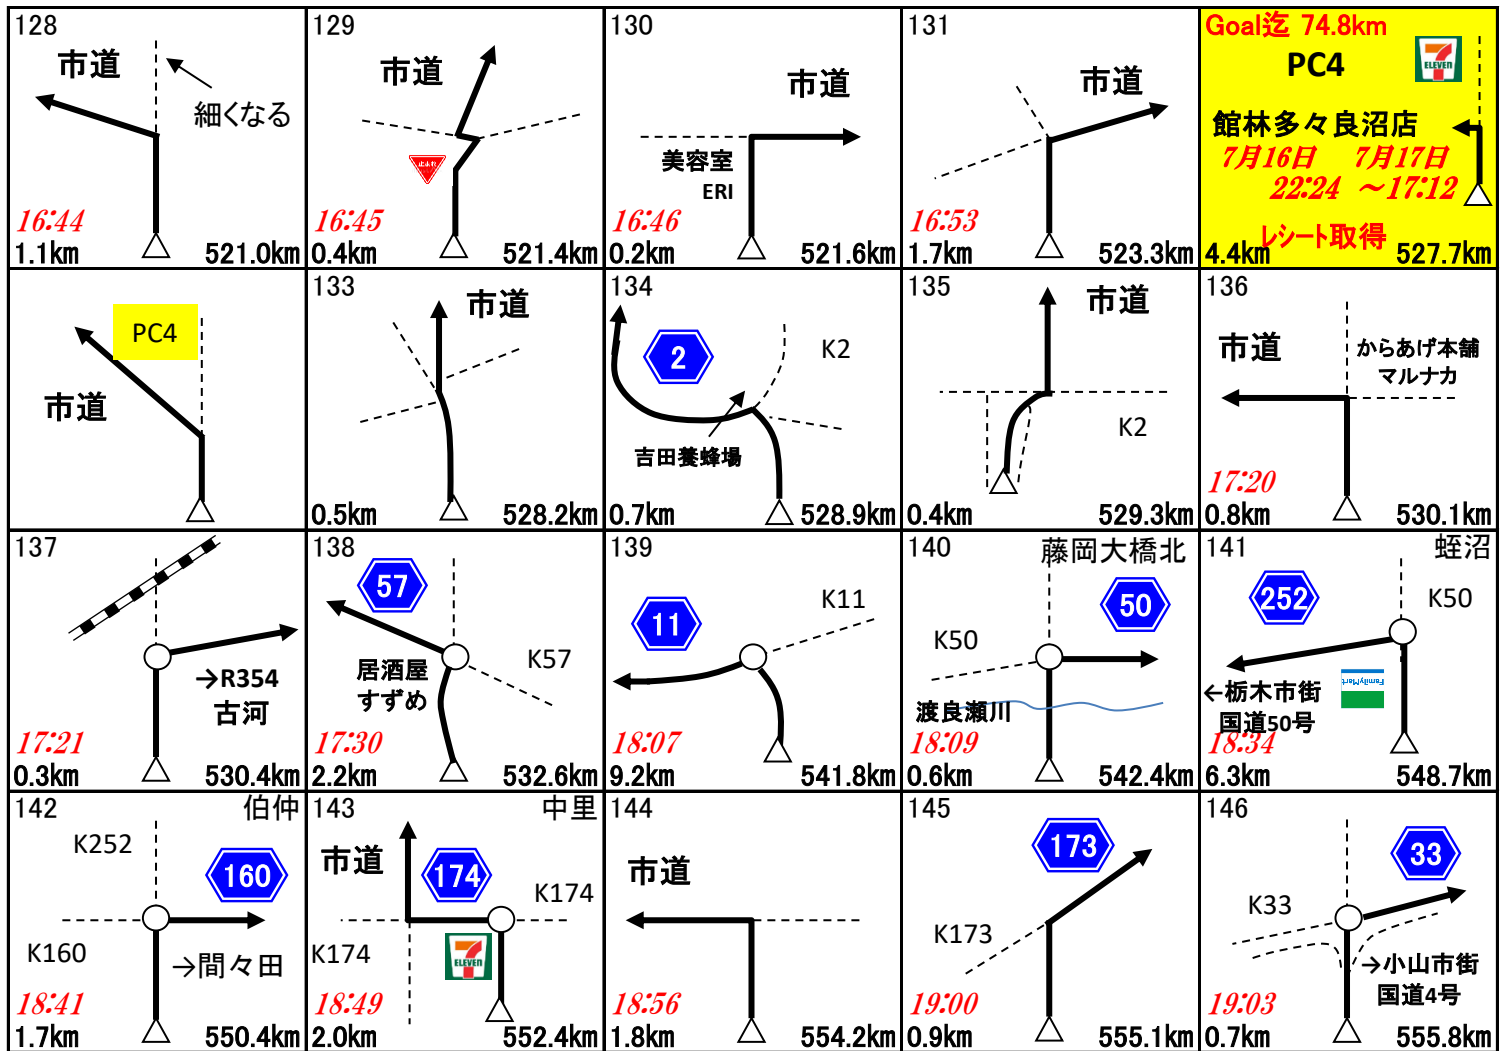 128
市道
細くなる
16:44
1.1km 521.0km
129
市道
止まれ
16:45
0.4km 521.4km
130
市道
美容室
ERI
16:46
0.2km 521.6km
131
市道
16:53
1.7km 523.3km
Goal迄 74.8km
PC4
7
ELEVEN
館林多々良沼店
7月16日 7月17日
22:24 ～17:12
レシート取得
4.4km 527.7km
PC4
市道
133
市道
0.5km 528.2km
134
2
K2
吉田養蜂場
0.7km 528.9km
135
市道
K2
0.4km 529.3km
136
市道
からあげ本舗
マルナカ
17:20
0.8km 530.1km
137
→R354
古河
17:21
0.3km 530.4km
138
57
居酒屋
すずめ
K57
17:30
2.2km 532.6km
139
11
K11
18:07
9.2km 541.8km
140 藤岡大橋北
50
K50
渡良瀬川
18:09
0.6km 542.4km
141 蛭沼
252
K50
FamilyMart
←栃木市街
国道50号
18:34
6.3km 548.7km
142 伯仲
K252
160
K160
→間々田
18:41
1.7km 550.4km
143 中里
市道
174
K174
K174
7
ELEVEN
18:49
2.0km 552.4km
144
市道
18:56
1.8km 554.2km
145
173
K173
19:00
0.9km 555.1km
146
33
K33
→小山市街
国道4号
19:03
0.7km 555.8km